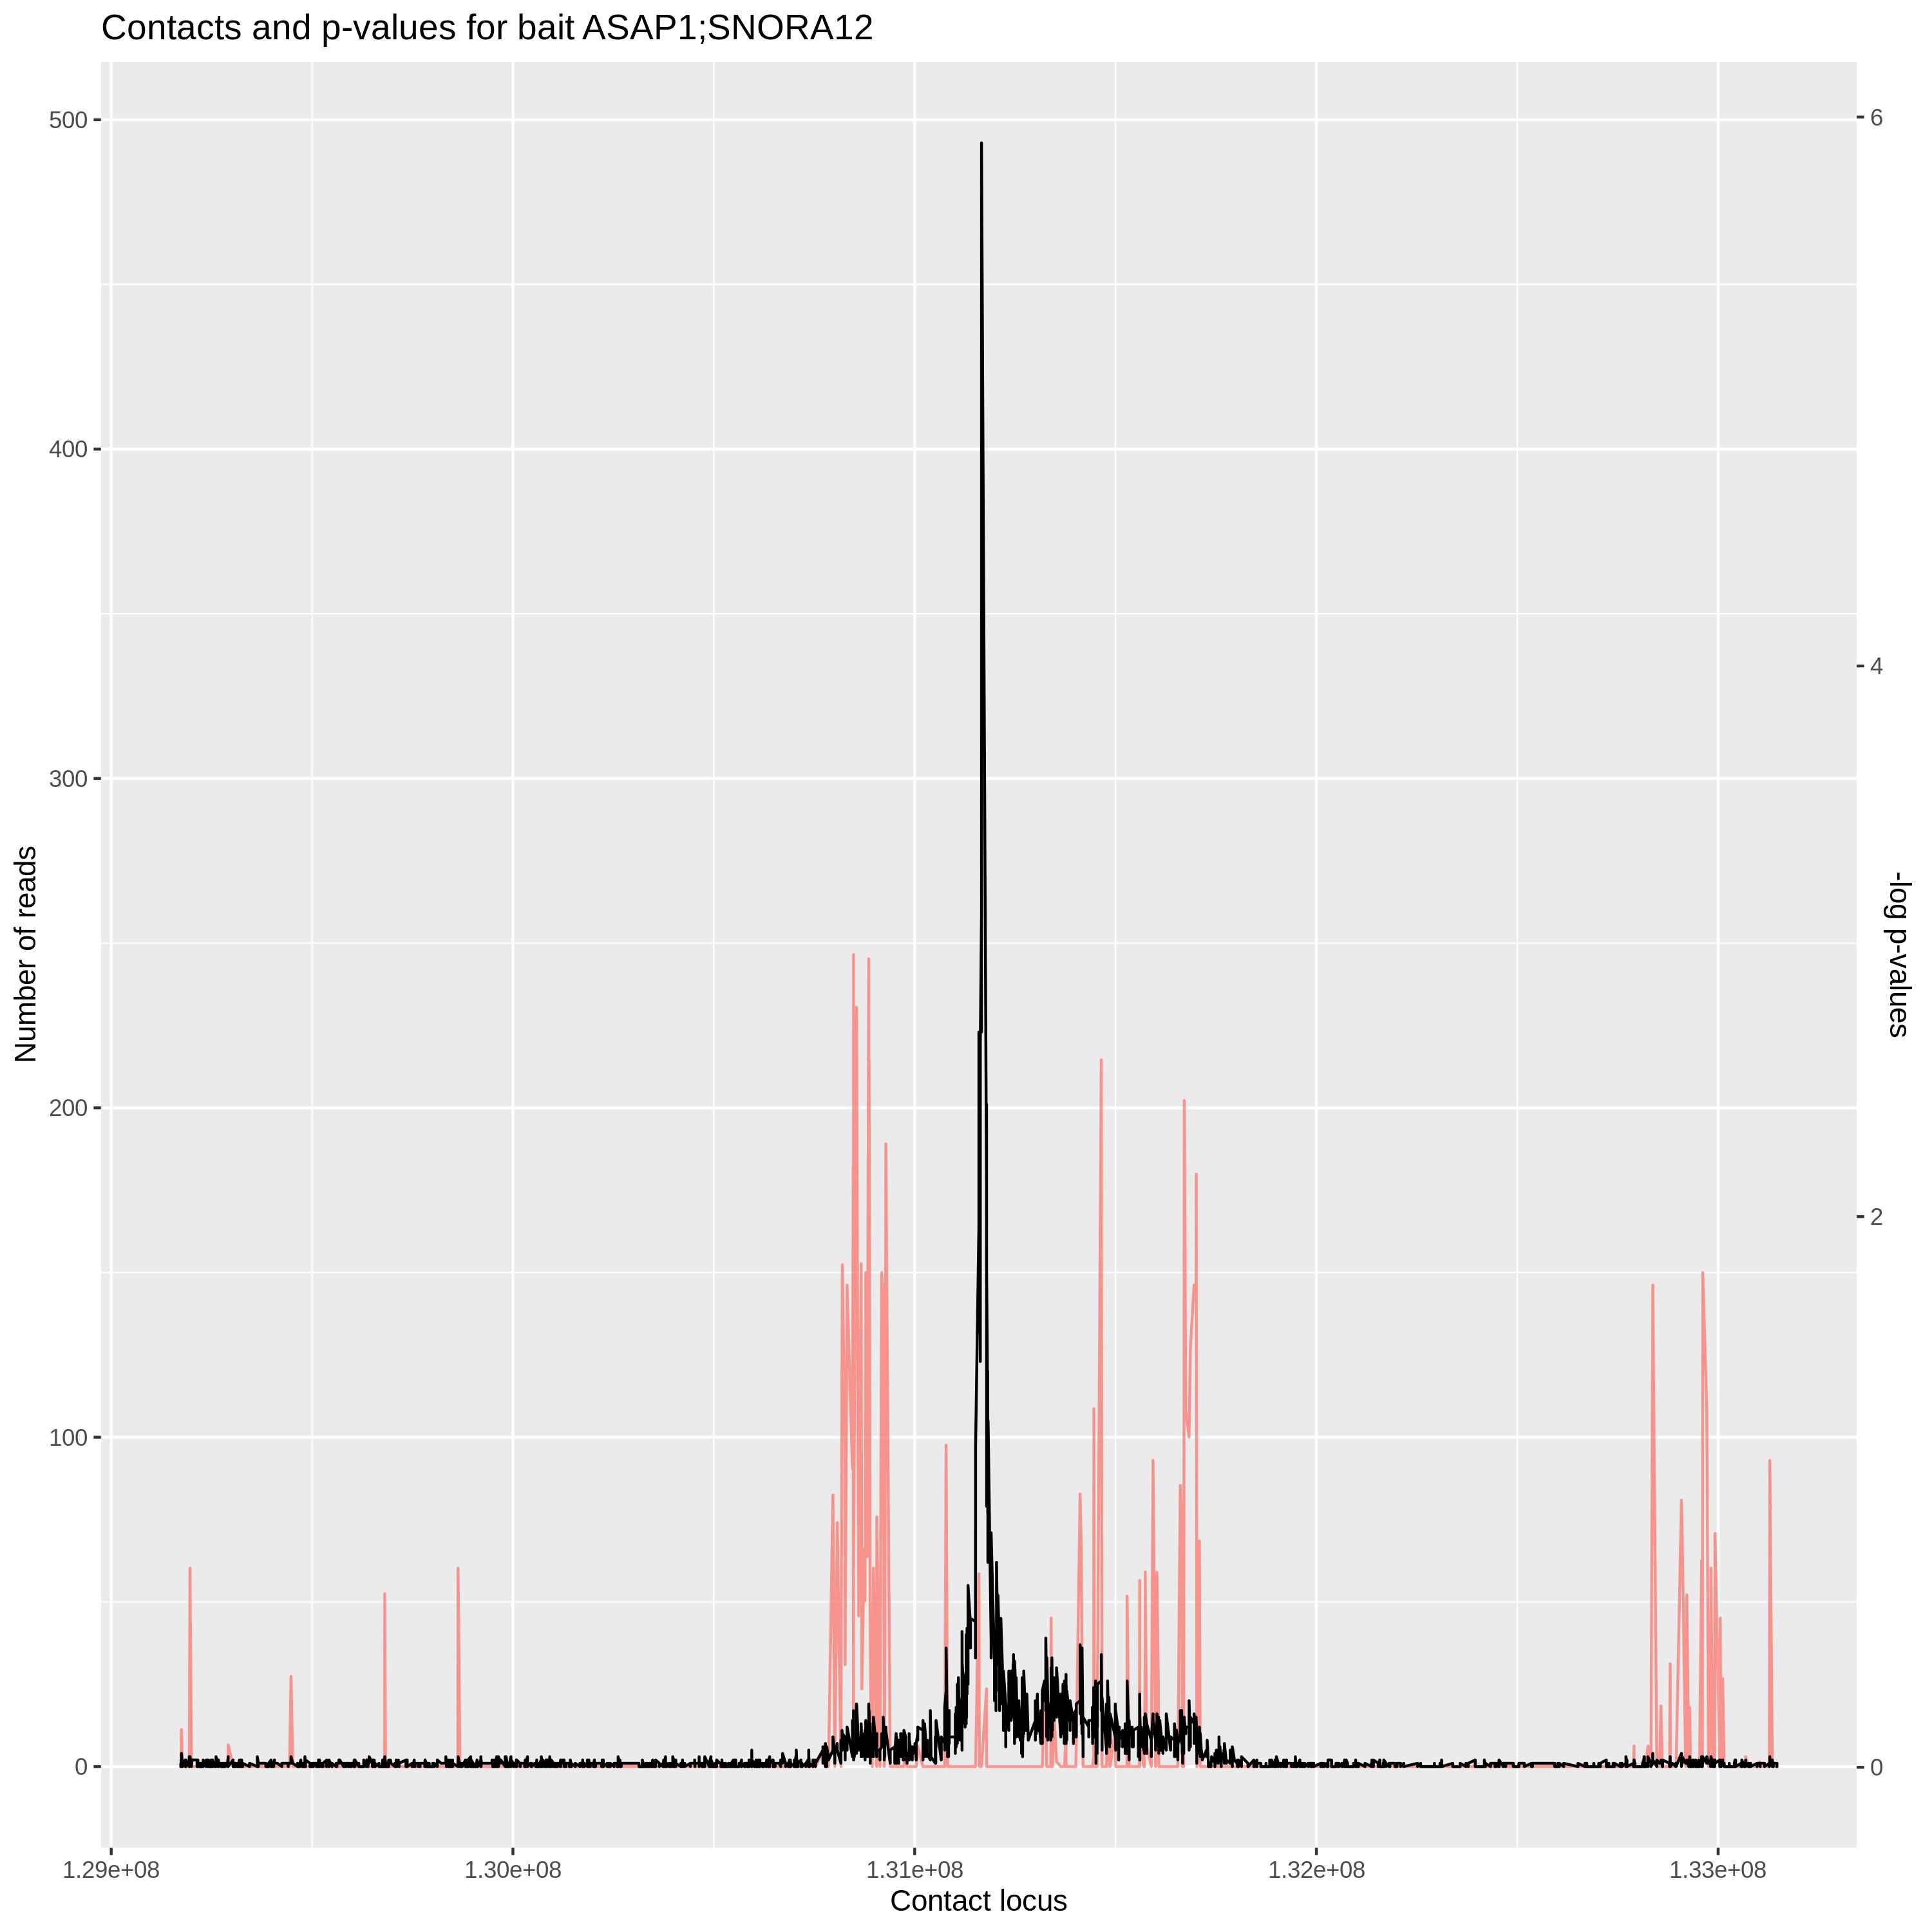 Contacts and p-values for bait ASAP1;SNORA12
500
400
300
200
100
0
Number of reads
6
4
2
0
-log p-values
1.29e+08 1.30e+08 1.31e+08 1.32e+08 1.33e+08
Contact locus